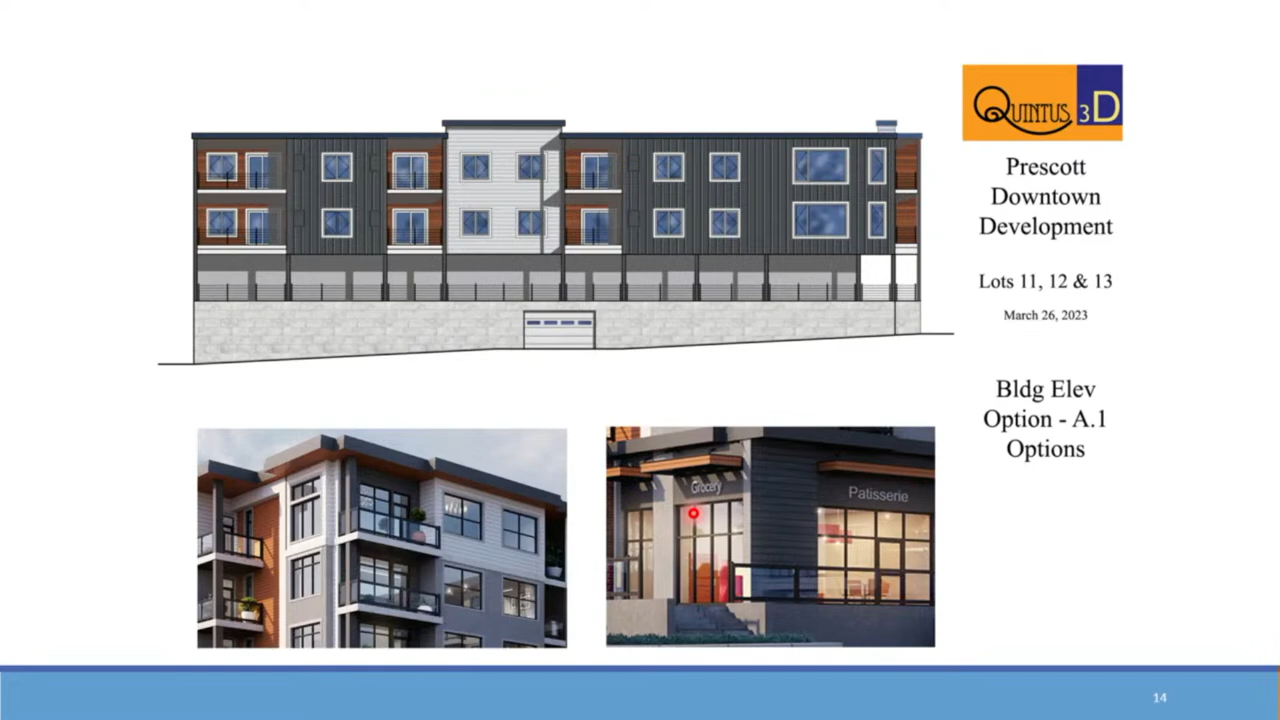 QUINTUS 3D
Prescott
Downtown
Development
Lots 11, 12 & 13
March 26, 2023
Bldg Elev
Option - A.1
Options
Grocery
Patisserie
14